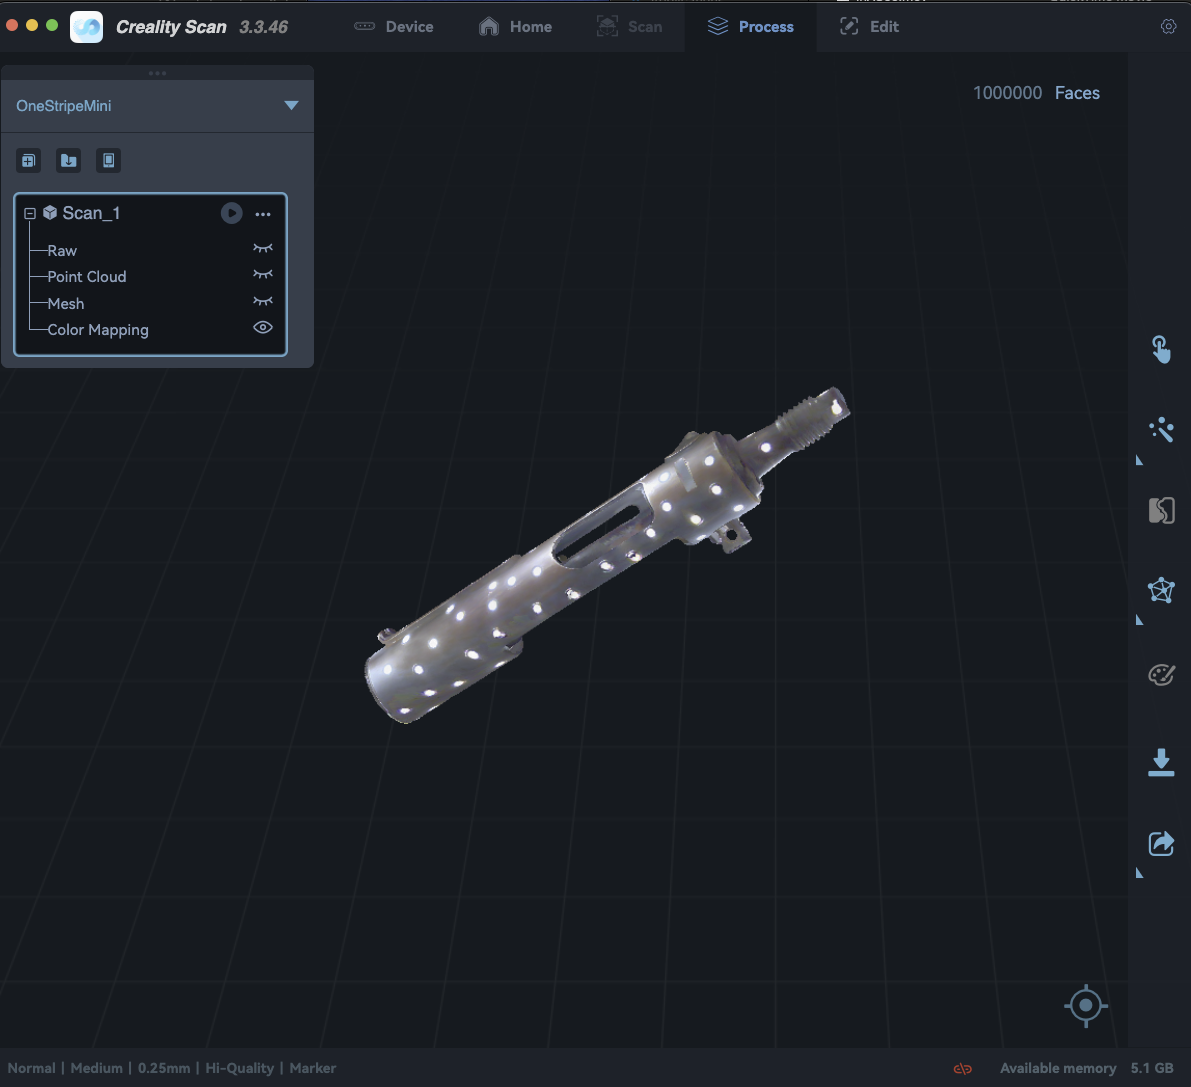 Creality Scan 3.3.46
Device
Home
Scan
Process
Edit
OneStripeMini
1000000 Faces
Scan_1
Raw
Point Cloud
Mesh
Color Mapping
Normal | Medium | 0.25mm | Hi-Quality | Marker
Available memory 5.1 GB